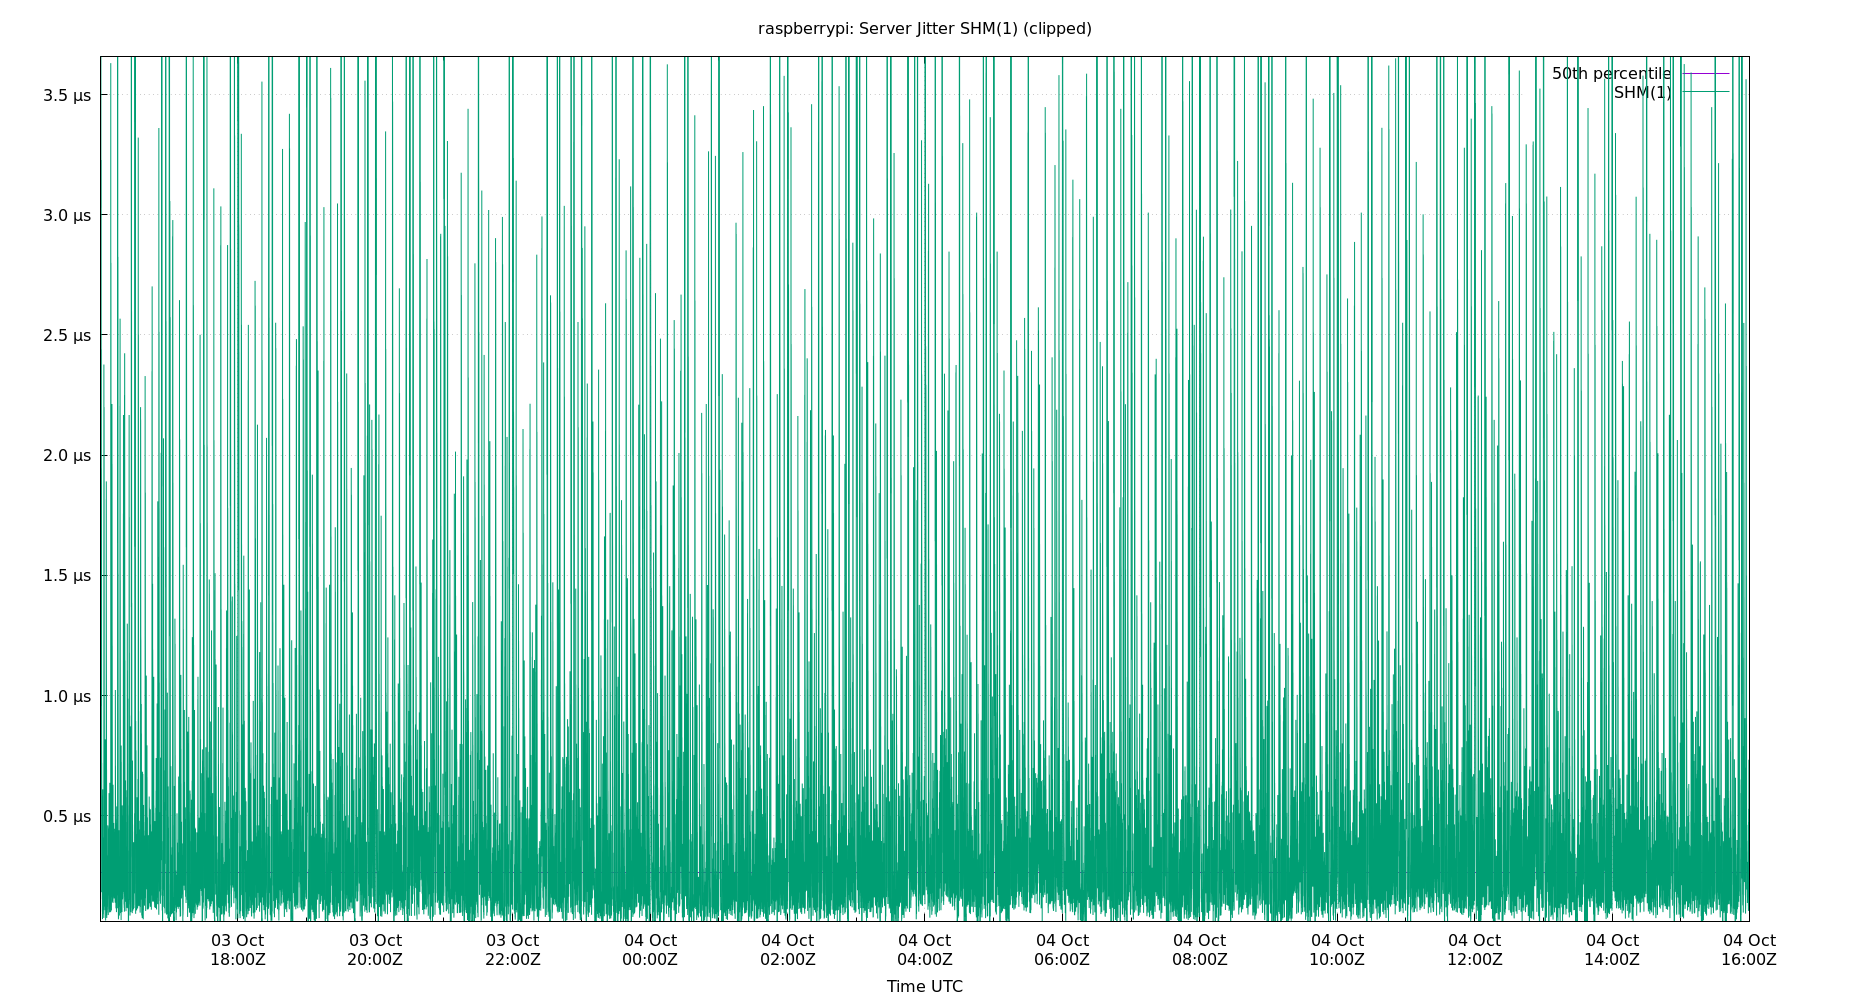 raspberrypi: Server Jitter SHM(1) (clipped)
50th percentile
SHM(1)
3.5 µs
3.0 µs
2.5 µs
2.0 µs
1.5 µs
1.0 µs
0.5 µs
03 Oct 03 Oct 03 Oct 04 Oct 04 Oct 04 Oct 04 Oct 04 Oct 04 Oct 04 Oct 04 Oct 04 Oct
18:00Z 20:00Z 22:00Z 00:00Z 02:00Z 04:00Z 06:00Z 08:00Z 10:00Z 12:00Z 14:00Z 16:00Z
Time UTC